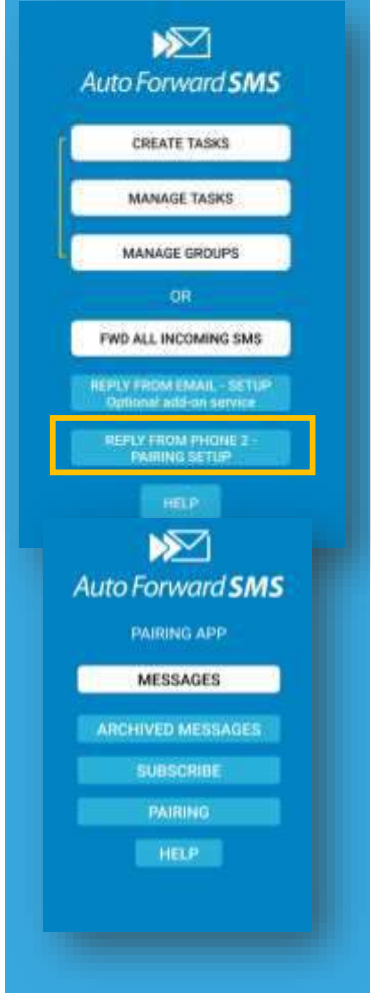 Auto Forward SMS
CREATE TASKS
MANAGE TASKS
MANAGE GROUPS
OR
FWD ALL INCOMING SMS
REPLY FROM EMAIL - SETUP
Optional add-on service
REPLY FROM PHONE 2 -
PAIRING SETUP
HELP
Auto Forward SMS
PAIRING APP
MESSAGES
ARCHIVED MESSAGES
SUBSCRIBE
PAIRING
HELP